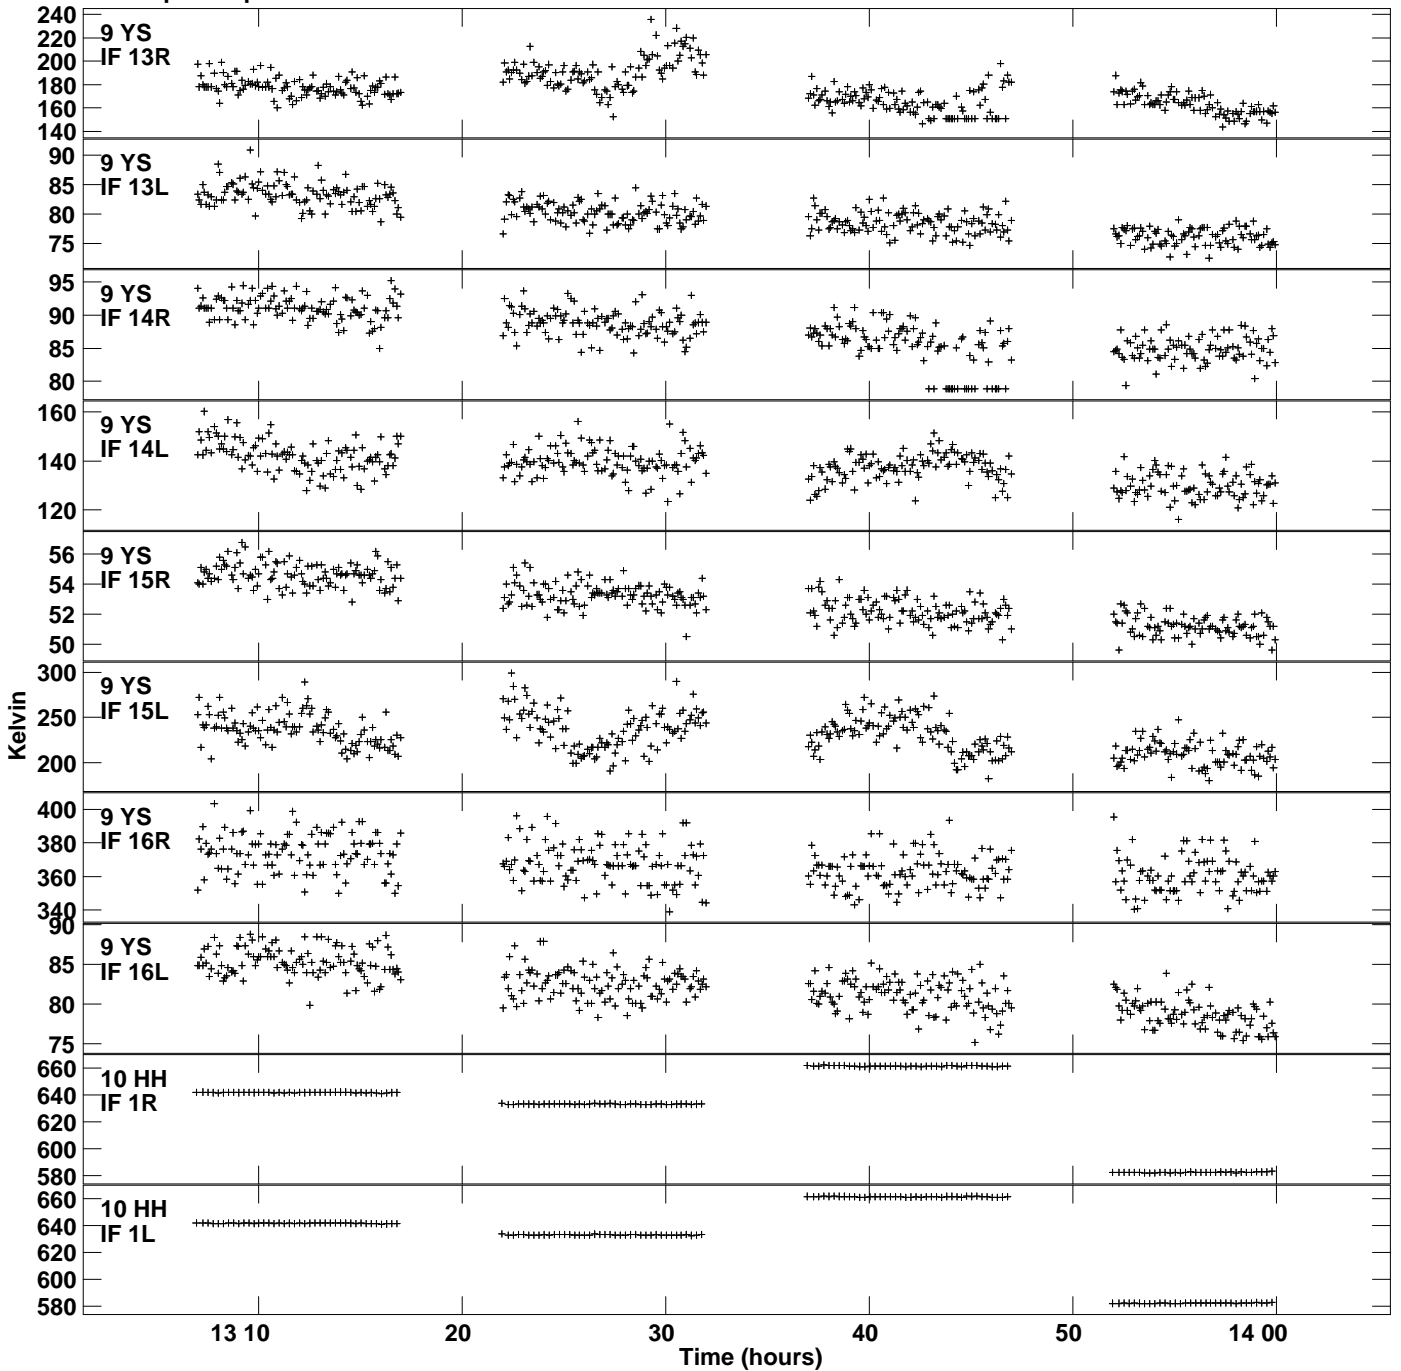 240
220
200
180
160
140
9 YS
IF 13R
90
85
80
75
9 YS
IF 13L
95
90
85
80
9 YS
IF 14R
160
140
120
9 YS
IF 14L
56
54
52
50
9 YS
IF 15R
300
250
200
9 YS
IF 15L
400
380
360
340
9 YS
IF 16R
90
85
80
75
9 YS
IF 16L
660
640
620
600
580
10 HH
IF 1R
660
640
620
600
580
10 HH
IF 1L
Kelvin
13 10 20 30 40 50 14 00
Time (hours)